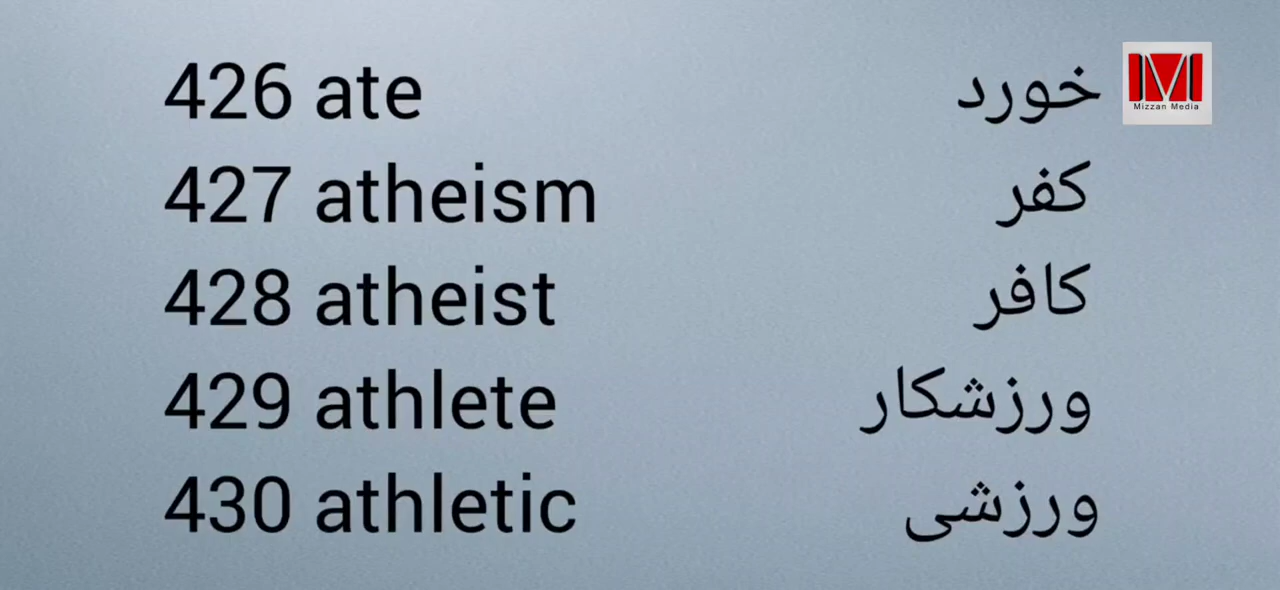 426 ate خورد
427 atheism کفر
428 atheist کافر
429 athlete ورزشکار
430 athletic ورزشی
M
Mizzan Media